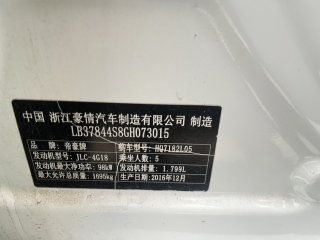 中国 浙江豪情汽车制造有限公司 制造
LB37844S8GH073015
品牌：帝豪牌 整车型号：HQ7182L05
发动机型号：JLC-4G18 乘坐人数：5
发动机最大净功率：98kW 发动机排量：1.799L
最大允许总质量：1695kg 生产日期：2016年12月